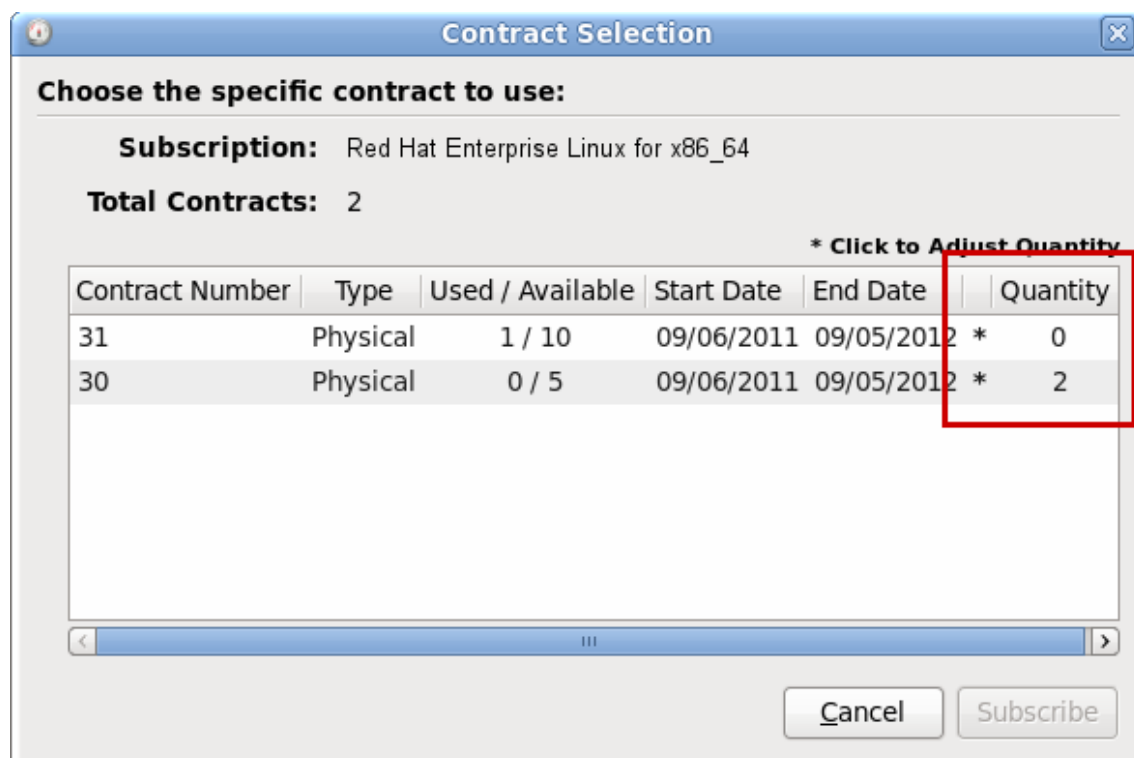 Contract Selection
Choose the specific contract to use:
Subscription: Red Hat Enterprise Linux for x86_64
Total Contracts: 2
* Click to Adjust Quantity
Contract Number Type Used / Available Start Date End Date Quantity
31 Physical 1 / 10 09/06/2011 09/05/2012 * 0
30 Physical 0 / 5 09/06/2011 09/05/2012 * 2
Cancel Subscribe